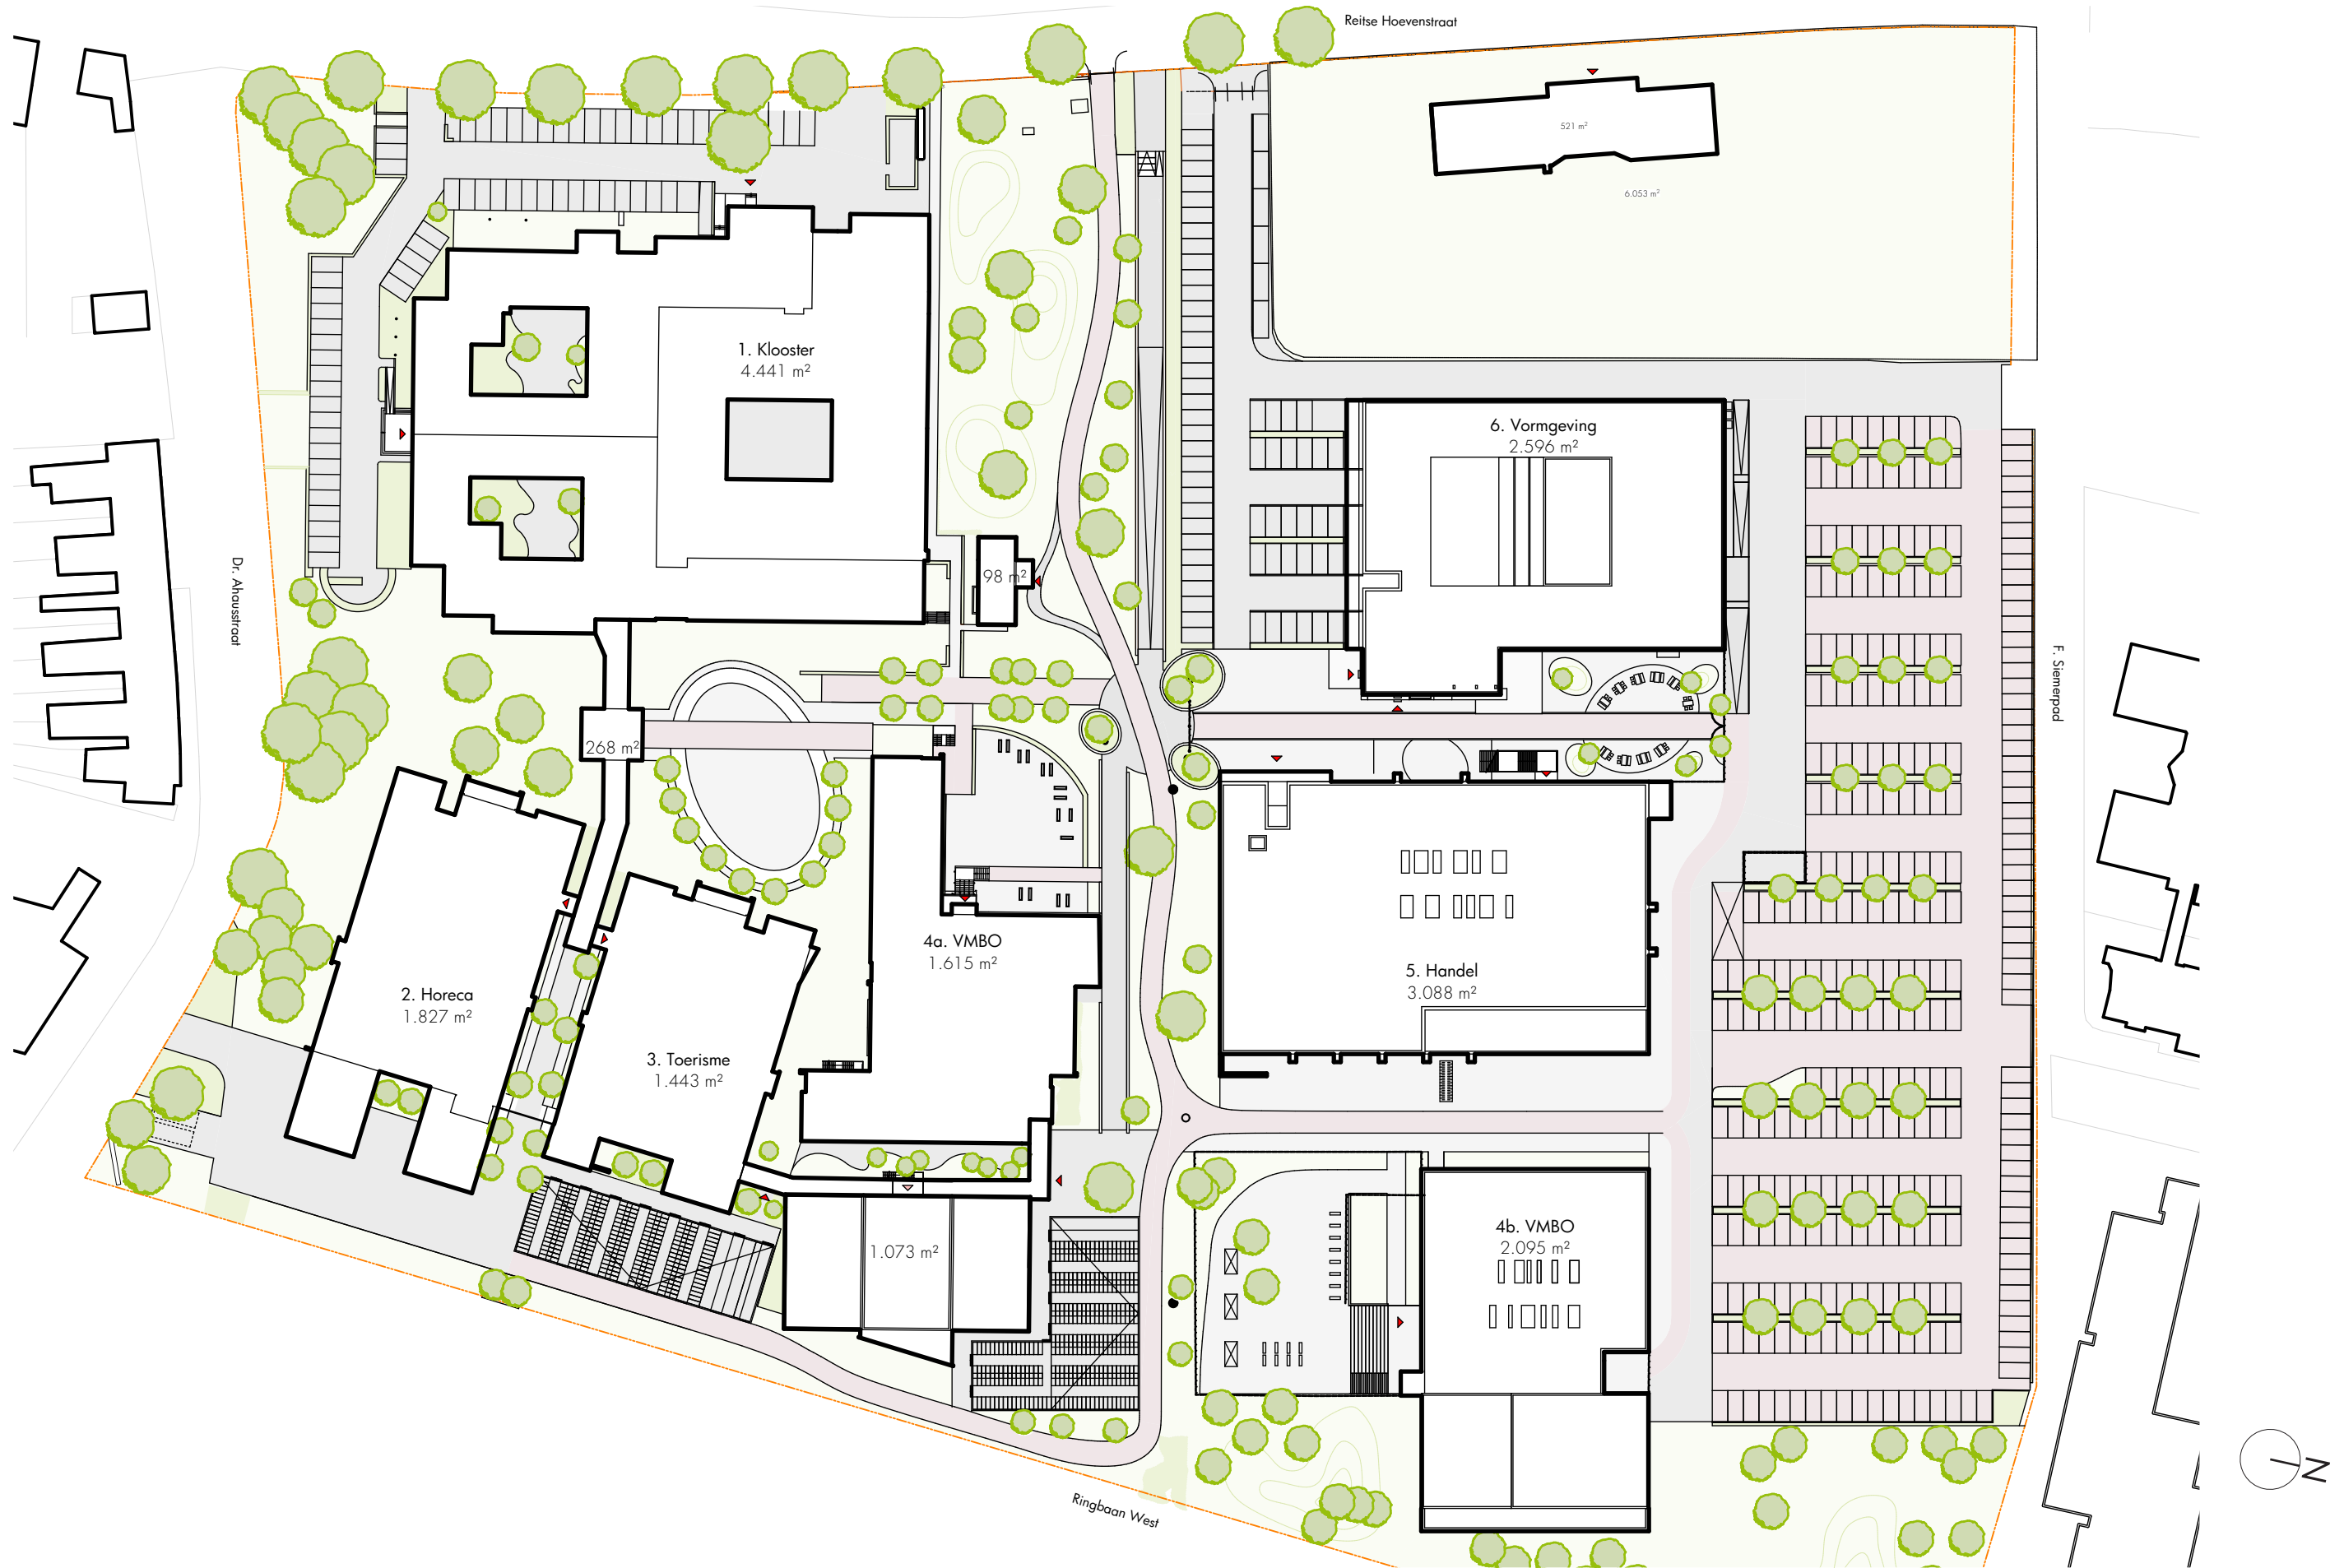 Reitse Hoevenstraat
521 m²
6.053 m²
1. Klooster
4.441 m²
6. Vormgeving
2.596 m²
98 m²
Dr. Ahausstraat
F. Siemerpad
268 m²
4a. VMBO
1.615 m²
5. Handel
3.088 m²
2. Horeca
1.827 m²
3. Toerisme
1.443 m²
4b. VMBO
2.095 m²
1.073 m²
Ringbaan West
N